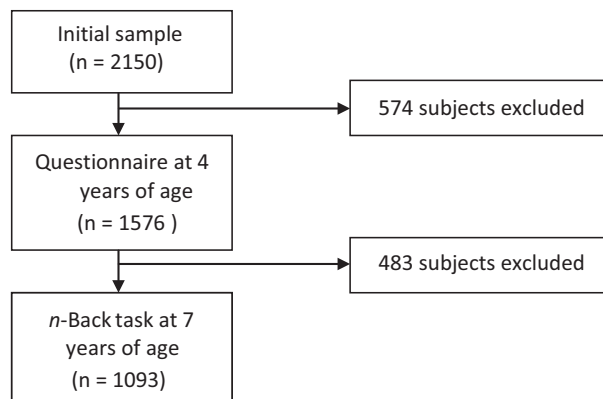 Initial sample
(n = 2150)
574 subjects excluded
Questionnaire at 4
years of age
(n = 1576 )
483 subjects excluded
n-Back task at 7
years of age
(n = 1093)